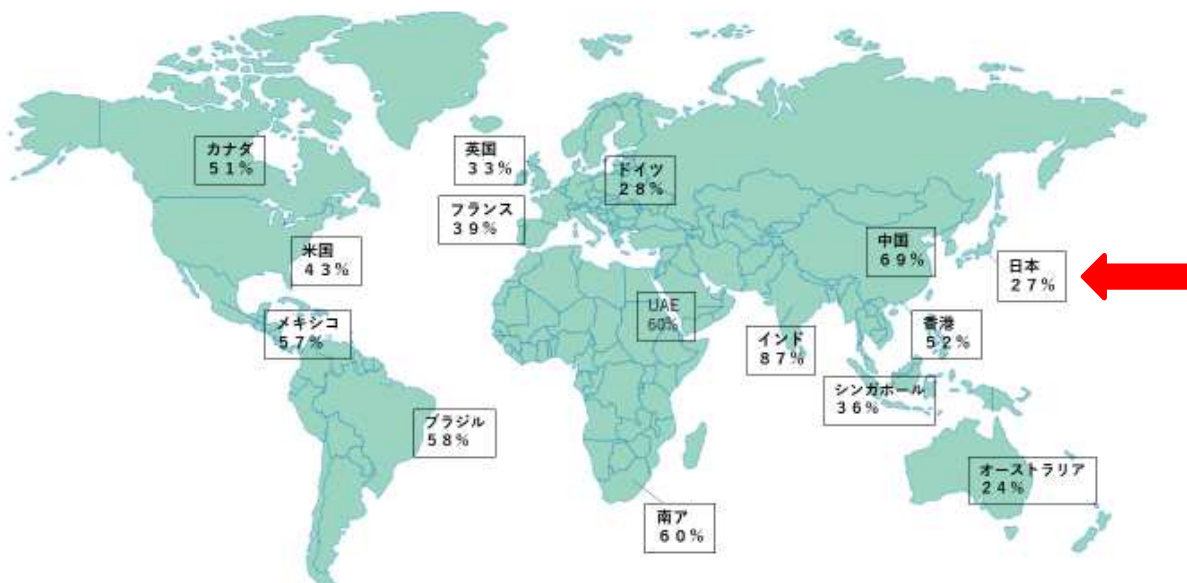 カナダ
５１％
英国
３３％
ドイツ
２８％
フランス
３９％
米国
４３％
中国
６９％
日本
２７％
UAE
60%
メキシコ
５７％
インド
８７％
香港
５２％
シンガポール
３６％
ブラジル
５８％
オーストラリア
２４％
南ア
６０％